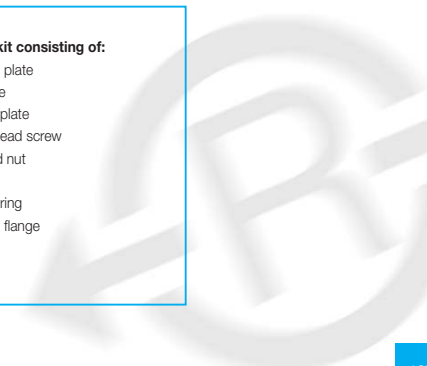 kit consisting of:
plate
e
plate
ead screw
d nut
ring
flange
R